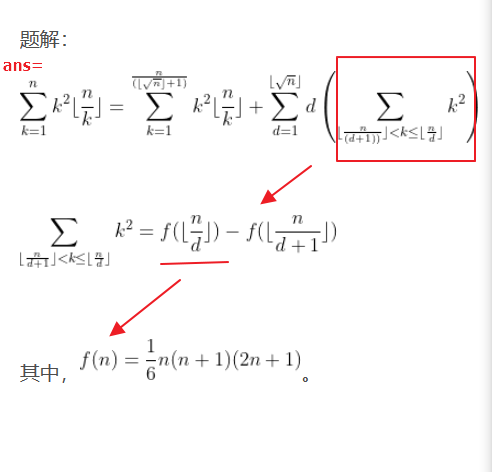 题解：
ans=
\sum_{k=1}^{n} k^2 \lfloor \frac{n}{k} \rfloor = \sum_{k=1}^{\frac{n}{(\lfloor \sqrt{n} \rfloor + 1)}} k^2 \lfloor \frac{n}{k} \rfloor + \sum_{d=1}^{\lfloor \sqrt{n} \rfloor} d \left( \sum_{\lfloor \frac{n}{(d+1))} \rfloor < k \leq \lfloor \frac{n}{d} \rfloor} k^2 \right)
\sum_{\lfloor \frac{n}{d+1} \rfloor < k \leq \lfloor \frac{n}{d} \rfloor} k^2 = f(\lfloor \frac{n}{d} \rfloor) - f(\lfloor \frac{n}{d+1} \rfloor)
其中，f(n) = \frac{1}{6} n(n+1)(2n+1)。